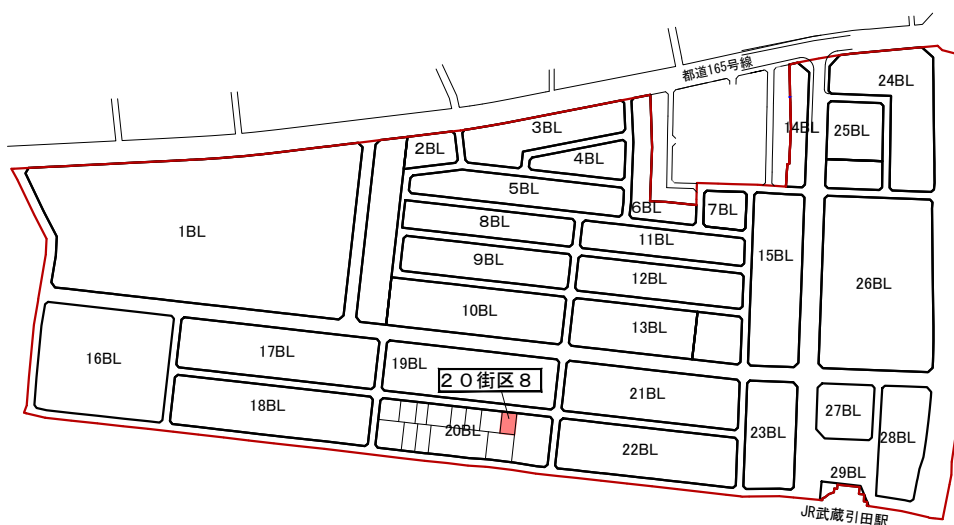 都道165号線
24BL
3BL
14BL
25BL
2BL
4BL
5BL
6BL
7BL
8BL
1BL
11BL
9BL
15BL
12BL
26BL
10BL
13BL
16BL
17BL
19BL
20街区8
21BL
18BL
27BL
20BL
23BL
28BL
22BL
29BL
JR武蔵引田駅